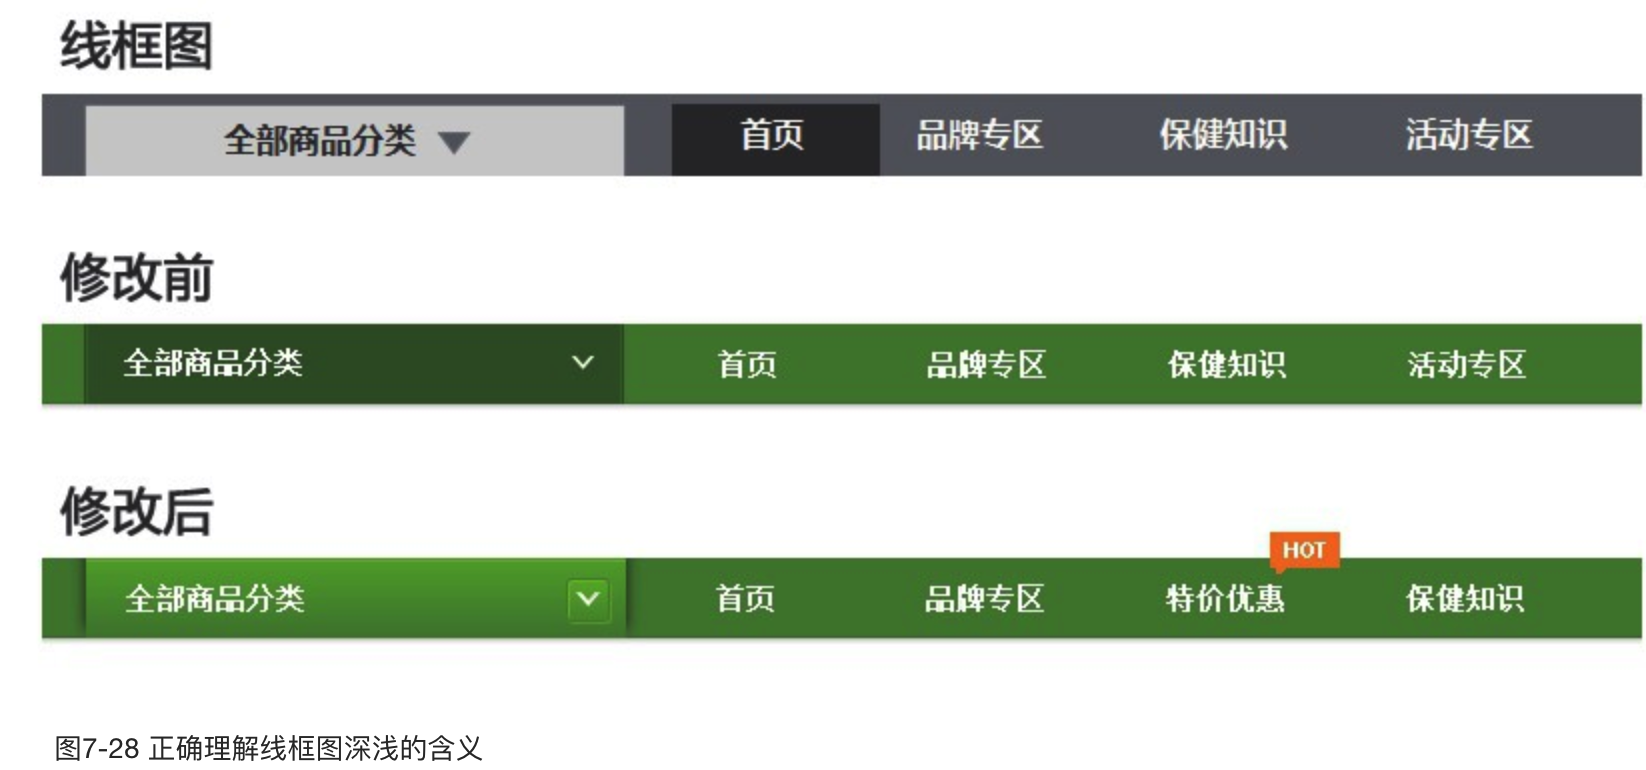 线框图
全部商品分类 首页 品牌专区 保健知识 活动专区
修改前
全部商品分类 首页 品牌专区 保健知识 活动专区
修改后
HOT
全部商品分类 首页 品牌专区 特价优惠 保健知识
图7-28 正确理解线框图深浅的含义